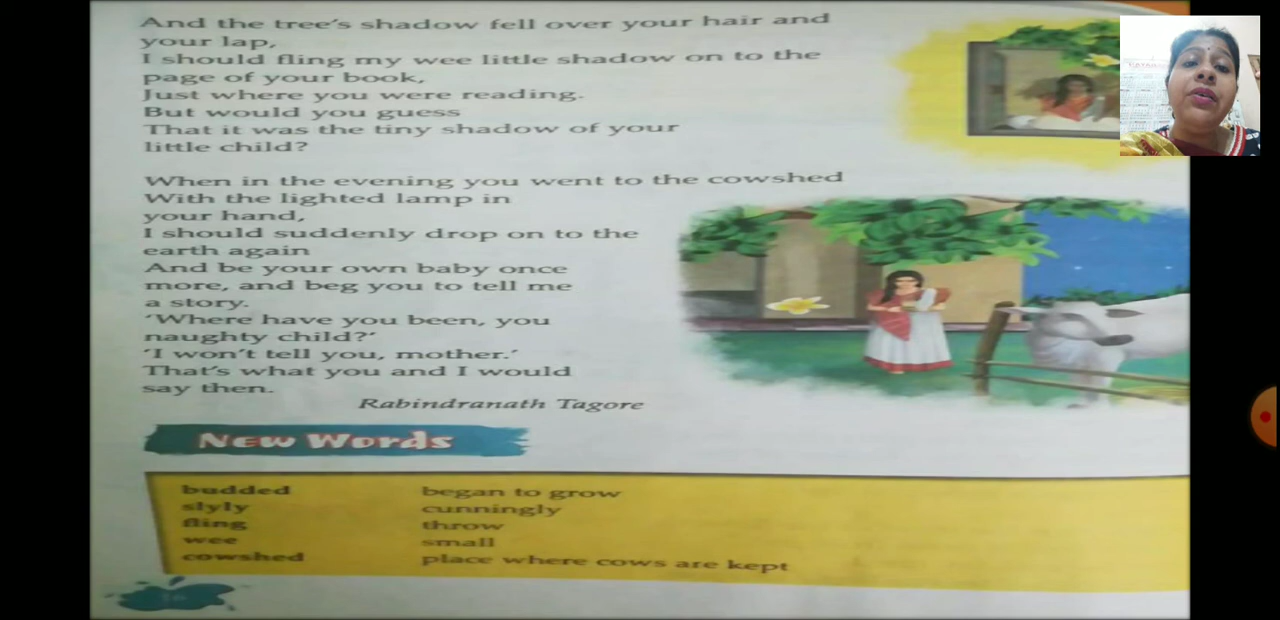 And the tree's shadow fell over your hair and
your lap,
I should fling my wee little shadow on to the
page of your book,
Just where you were reading.
But would you guess
That it was the tiny shadow of your
little child?
When in the evening you went to the cowshed
With the lighted lamp in
your hand,
I should suddenly drop on to the
earth again
And be your own baby once
more, and beg you to tell me
a story.
'Where have you been, you
naughty child?'
'I won't tell you, mother.'
That's what you and I would
say then.
Rabindranath Tagore
New Words
budded began to grow
slyly cunningly
fling throw
wee small
cowshed place where cows are kept